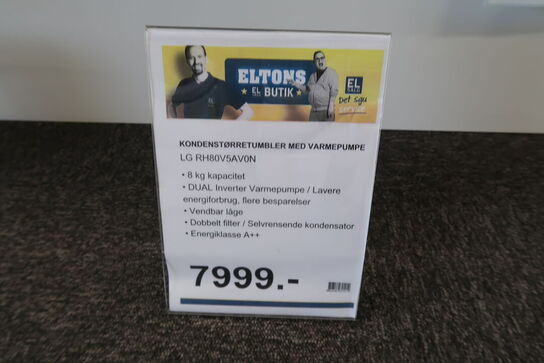 ELTONS
EL BUTIK
EL
SALG
Det sgu
KONDENSTØRRETUMBLER MED VARMEPUMPE
LG RH80V5AV0N
• 8 kg kapacitet
• DUAL Inverter Varmepumpe / Lavere
energiforbrug, flere besparelser
• Vendbar låge
• Dobbelt filter / Selvrensende kondensator
• Energiklasse A++
7999.-